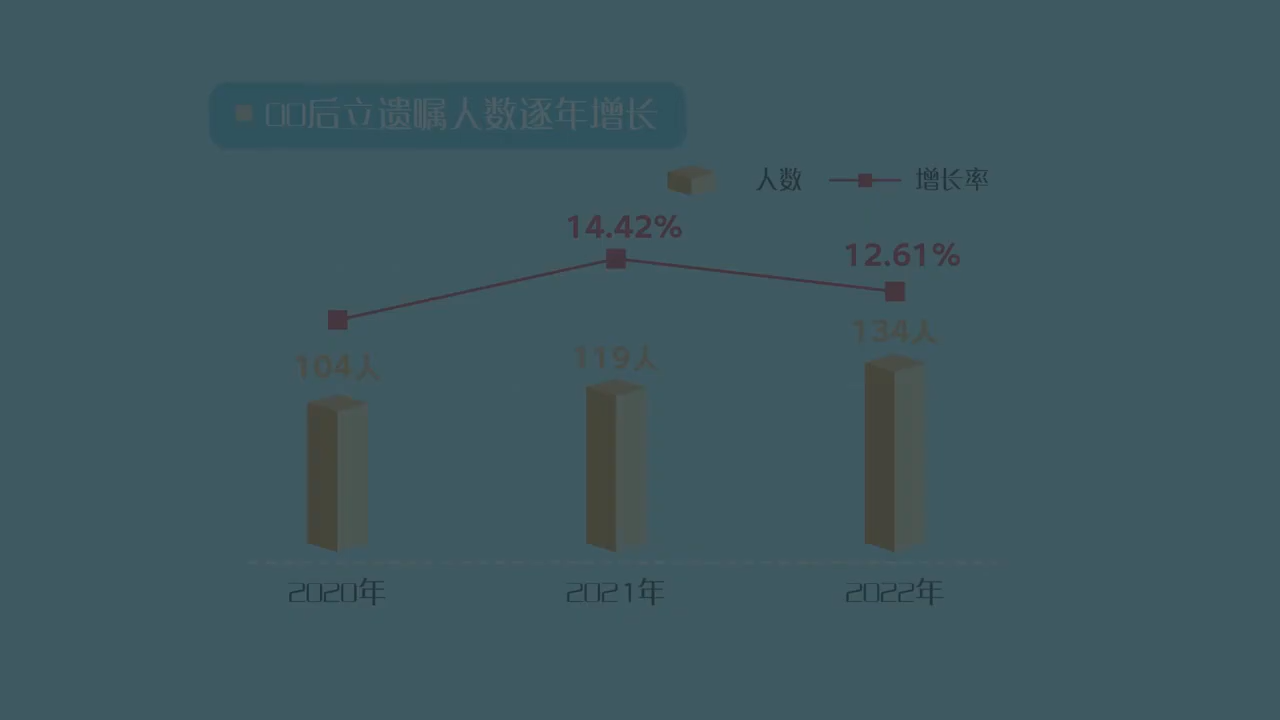 00后立遗嘱人数逐年增长
人数 增长率
14.42%
12.61%
134人
119人
104人
2020年 2021年 2022年